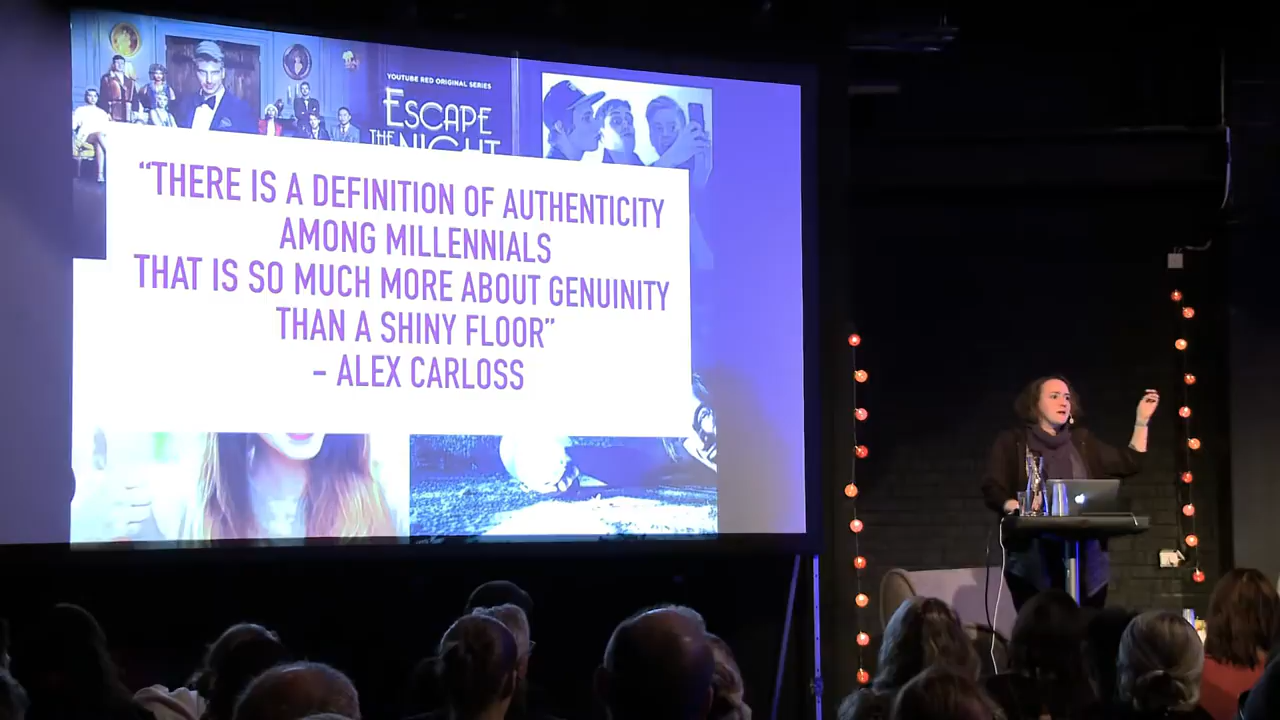 YOUTUBE RED ORIGINAL SERIES
ESCAPE
THE NIGHT
“THERE IS A DEFINITION OF AUTHENTICITY
AMONG MILLENNIALS
THAT IS SO MUCH MORE ABOUT GENUINITY
THAN A SHINY FLOOR”
- ALEX CARLOSS